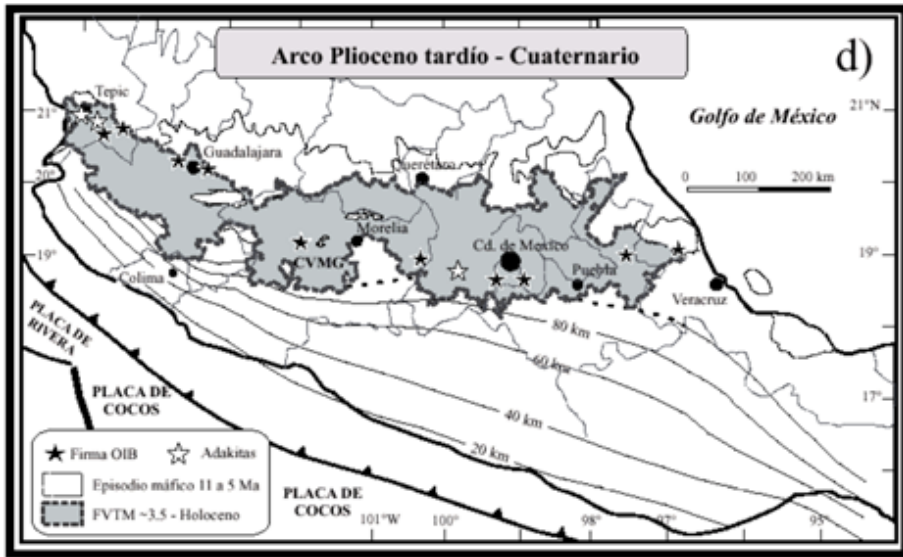 Arco Plioceno tardío - Cuaternario
d)
Tepic
21°
21°N
Golfo de México
Guadalajara
Querétaro
20°
0 100 200 km
Morelia
Cd. de Mexico
19°
19°
CVMG
Puebla
Colima
Veracruz
80 km
PLACA DE
RIVERA
60 km
PLACA DE
COCOS
17°
40 km
20 km
Firma OIB
Adakitas
Episodio máfico 11 a 5 Ma
PLACA DE
COCOS
FVTM ~3.5 - Holoceno
101°W
100°
98°
97°
95